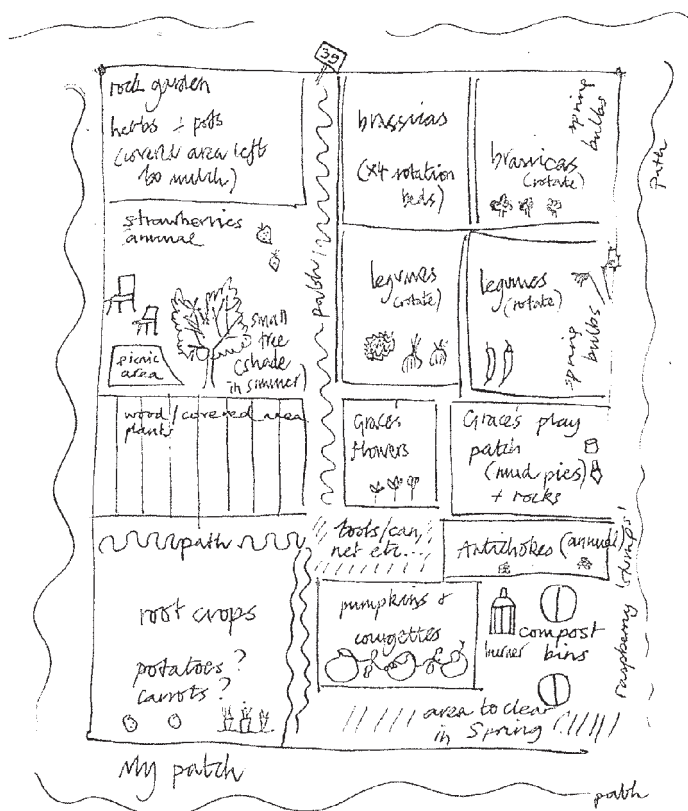 39
rock garden
herbs + pots
(covered area left
to mulch)
strawberries
annual
picnic
area
small
tree
(shade
in summer)
wood/covered area
plants
path
root crops
potatoes?
carrots?
path
brassicas
(x4 rotation
beds)
brassicas
(rotate)
spring
bulbs
legumes
(rotate)
legumes
(rotate)
spring
bulbs
Grace's
flowers
Grace's play
patch
(mud pies)
+ rocks
tools/can
net etc...
Artichokes (annual)
pumpkins &
courgettes
burner
compost
bins
area to clear
in Spring
path
raspberry stumps!
My patch
path